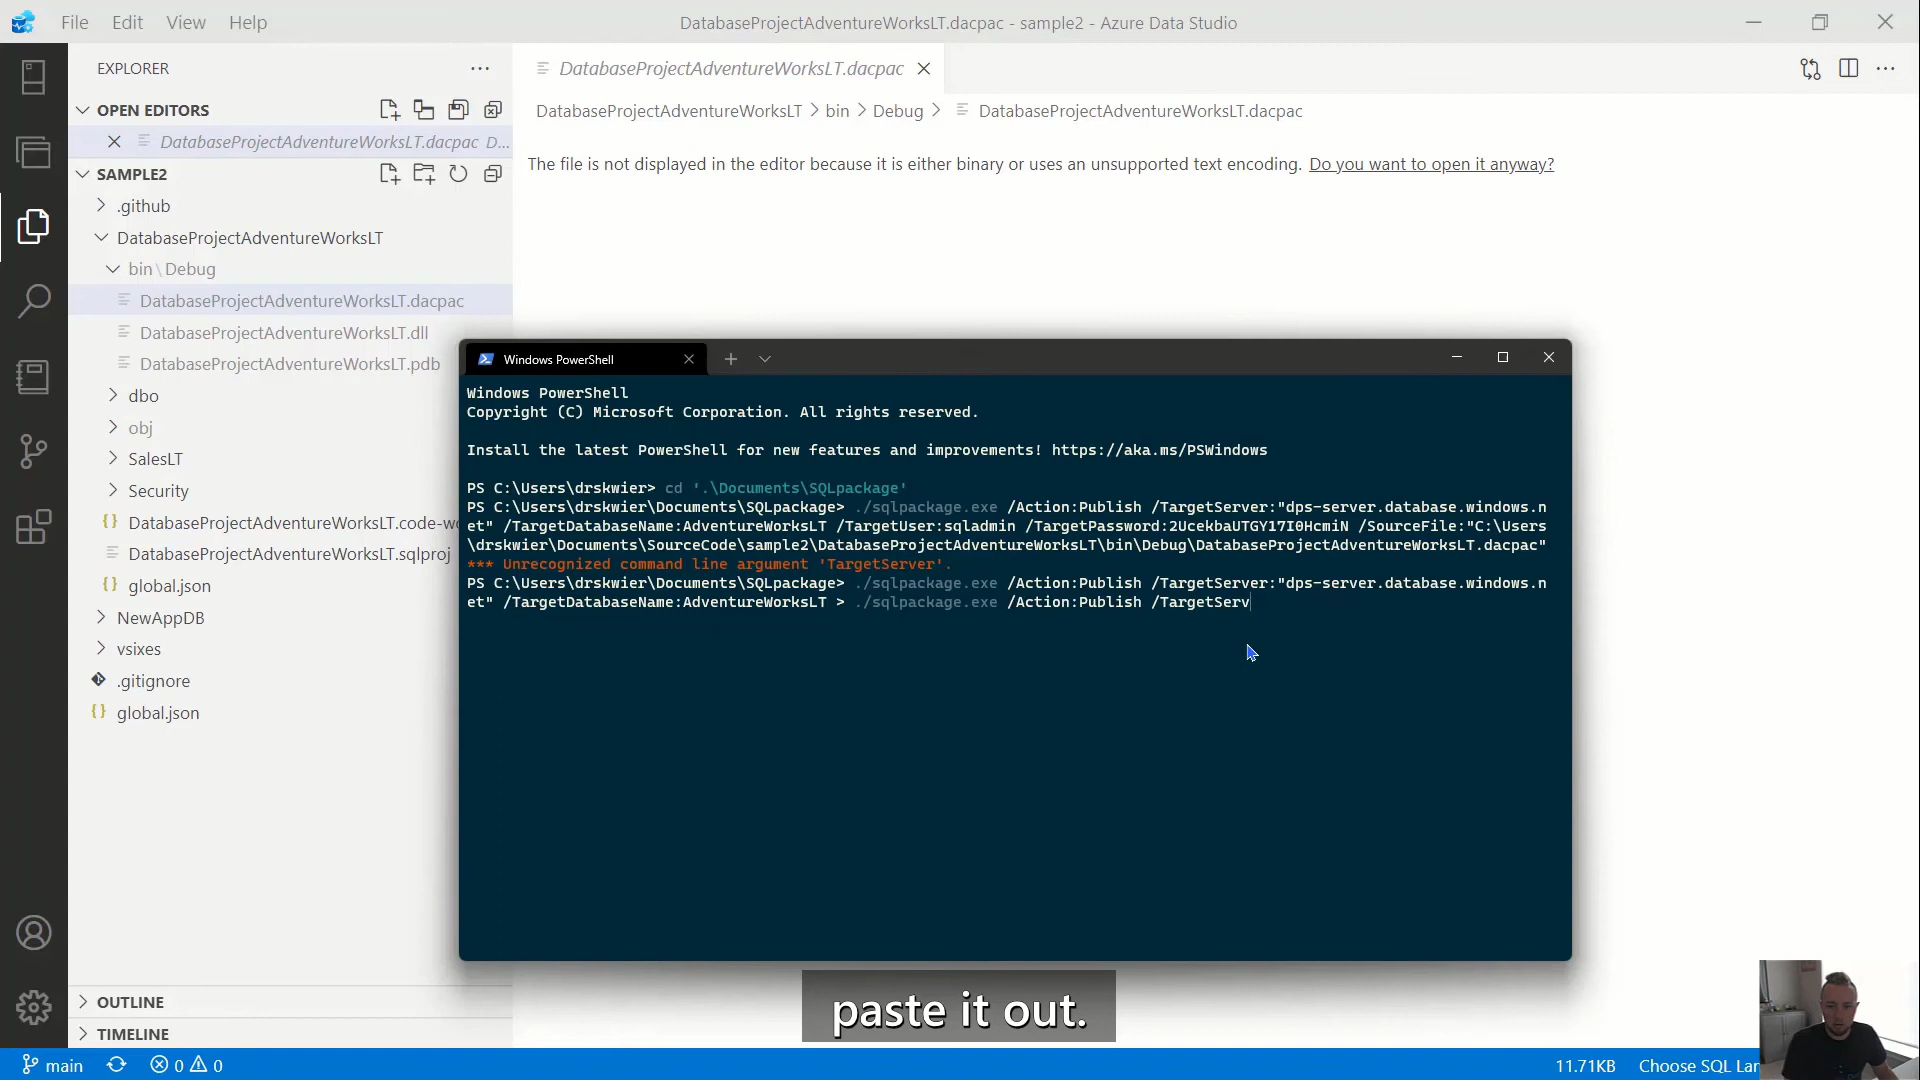 File Edit View Help
DatabaseProjectAdventureWorksLT.dacpac - sample2 - Azure Data Studio
EXPLORER
DatabaseProjectAdventureWorksLT.dacpac
OPEN EDITORS
DatabaseProjectAdventureWorksLT > bin > Debug > DatabaseProjectAdventureWorksLT.dacpac
DatabaseProjectAdventureWorksLT.dacpac D...
The file is not displayed in the editor because it is either binary or uses an unsupported text encoding. Do you want to open it anyway?
SAMPLE2
.github
DatabaseProjectAdventureWorksLT
bin\Debug
DatabaseProjectAdventureWorksLT.dacpac
DatabaseProjectAdventureWorksLT.dll
DatabaseProjectAdventureWorksLT.pdb
dbo
obj
SalesLT
Security
DatabaseProjectAdventureWorksLT.code-wo
DatabaseProjectAdventureWorksLT.sqlproj
global.json
NewAppDB
vsixes
.gitignore
global.json
OUTLINE
TIMELINE
Windows PowerShell
Windows PowerShell
Copyright (C) Microsoft Corporation. All rights reserved.
Install the latest PowerShell for new features and improvements! https://aka.ms/PSWindows
PS C:\Users\drskwier> cd '.\Documents\SQLpackage'
PS C:\Users\drskwier\Documents\SQLpackage> ./sqlpackage.exe /Action:Publish /TargetServer:"dps-server.database.windows.n
et" /TargetDatabaseName:AdventureWorksLT /TargetUser:sqladmin /TargetPassword:2UcekbaUTGY17I0HcmiN /SourceFile:"C:\Users
\drskwier\Documents\SourceCode\sample2\DatabaseProjectAdventureWorksLT\bin\Debug\DatabaseProjectAdventureWorksLT.dacpac"
*** Unrecognized command line argument 'TargetServer'.
PS C:\Users\drskwier\Documents\SQLpackage> ./sqlpackage.exe /Action:Publish /TargetServer:"dps-server.database.windows.n
et" /TargetDatabaseName:AdventureWorksLT > ./sqlpackage.exe /Action:Publish /TargetServ
paste it out.
main 0 0
11.71KB Choose SQL Lan